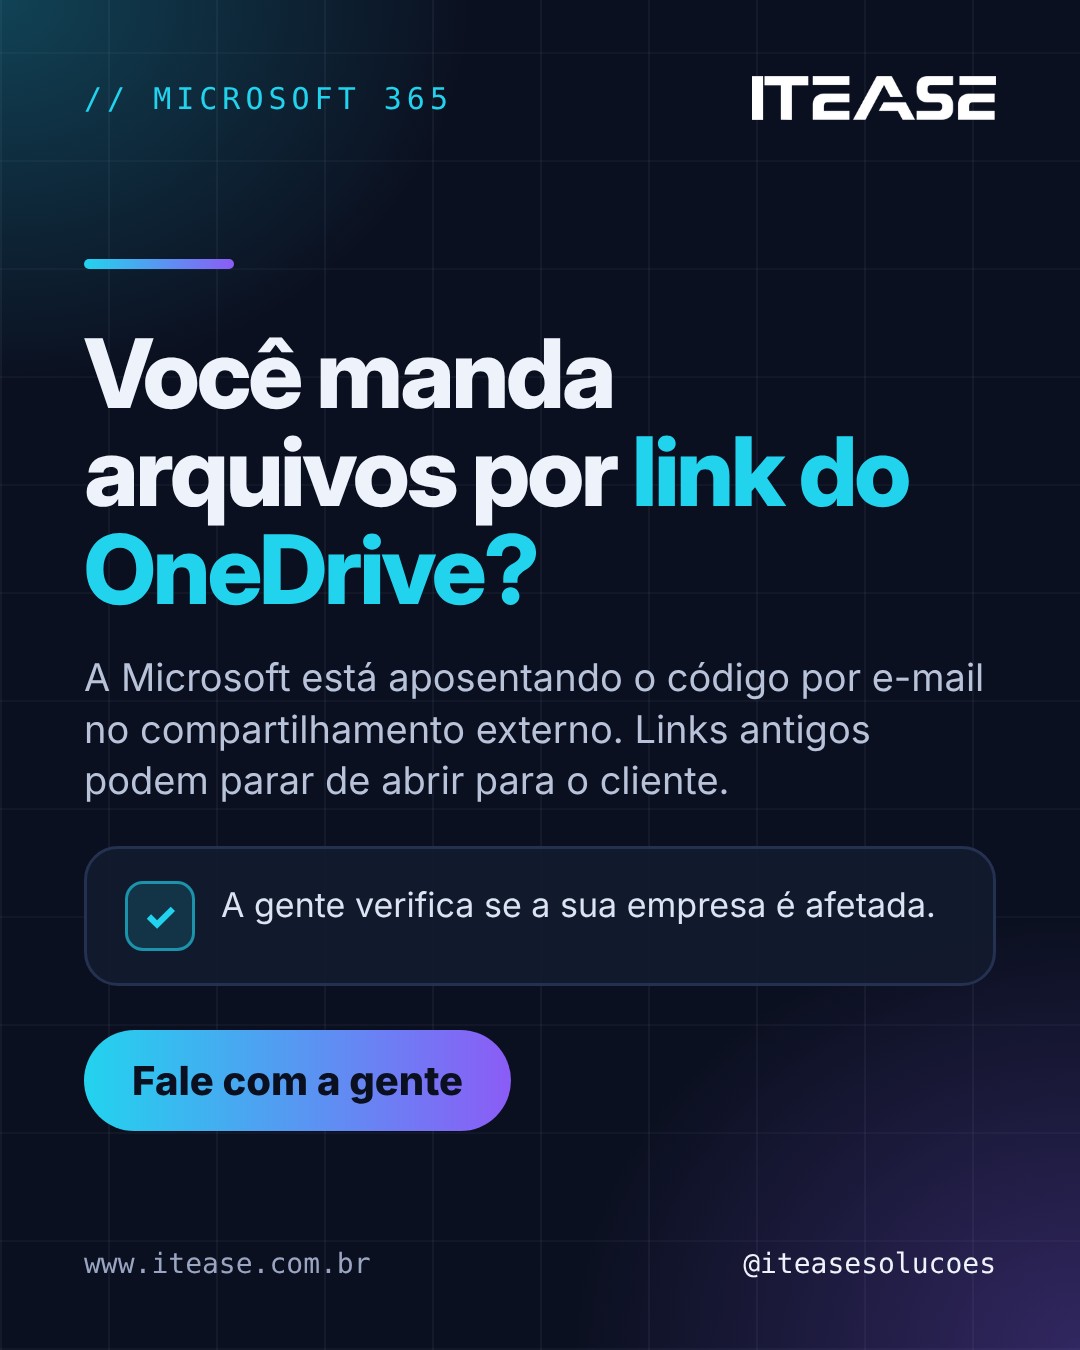 // MICROSOFT 365
ITEASE
Você manda
arquivos por link do
OneDrive?
A Microsoft está aposentando o código por e-mail
no compartilhamento externo. Links antigos
podem parar de abrir para o cliente.
A gente verifica se a sua empresa é afetada.
Fale com a gente
www.itease.com.br
@iteasesolucoes